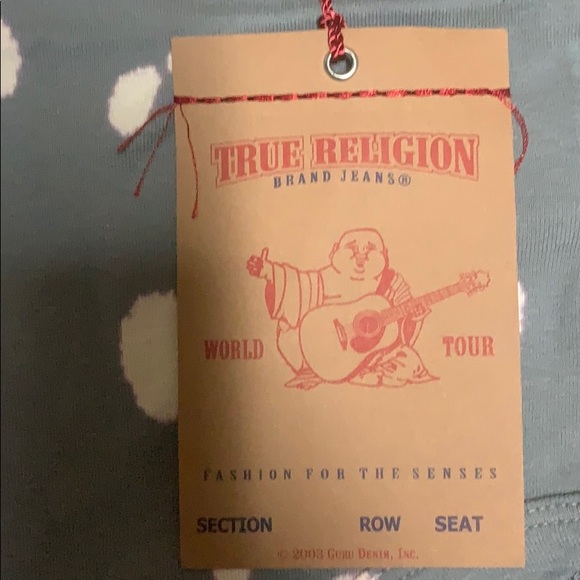 TRUE RELIGION
BRAND JEANS®
WORLD TOUR
FASHION FOR THE SENSES
SECTION ROW SEAT
© 2003 GURU DENIM, INC.